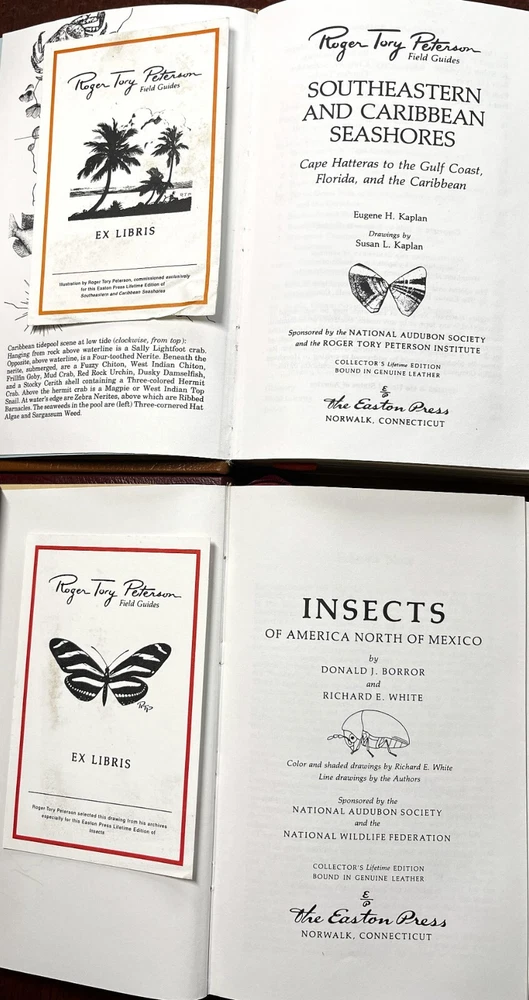 Roger Tory Peterson
Field Guides
EX LIBRIS
Illustration by Roger Tory Peterson, commissioned exclusively
for this Easton Press Lifetime Edition of
Southeastern and Caribbean Seashores
Caribbean tidepool scene at low tide (clockwise, from top):
Hanging from rock above waterline is a Sally Lightfoot crab.
Opposite, above waterline, is a Four-toothed Nerite. Beneath the
nerite, submerged, are a Fuzzy Chiton, West Indian Chiton,
Frillfin Goby, Mud Crab, Red Rock Urchin, Dusky Damselfish,
and a Stocky Cerith shell containing a Three-colored Hermit
Crab. Above the hermit crab is a Magpie or West Indian Top
Snail. At water's edge are Zebra Nerites, above which are Ribbed
Barnacles. The seaweeds in the pool are (left) Three-cornered Hat
Algae and Sargassum Weed.
Roger Tory Peterson
Field Guides
SOUTHEASTERN
AND CARIBBEAN
SEASHORES
Cape Hatteras to the Gulf Coast,
Florida, and the Caribbean
Eugene H. Kaplan
Drawings by
Susan L. Kaplan
Sponsored by the NATIONAL AUDUBON SOCIETY
and the ROGER TORY PETERSON INSTITUTE
COLLECTOR'S Lifetime EDITION
BOUND IN GENUINE LEATHER
E
P
the Easton Press
NORWALK, CONNECTICUT
Roger Tory Peterson
Field Guides
EX LIBRIS
Roger Tory Peterson selected this drawing from his archives
especially for this Easton Press Lifetime Edition of
Insects
INSECTS
OF AMERICA NORTH OF MEXICO
by
DONALD J. BORROR
and
RICHARD E. WHITE
Color and shaded drawings by Richard E. White
Line drawings by the Authors
Sponsored by the
NATIONAL AUDUBON SOCIETY
and the
NATIONAL WILDLIFE FEDERATION
COLLECTOR'S Lifetime EDITION
BOUND IN GENUINE LEATHER
E
P
the Easton Press
NORWALK, CONNECTICUT